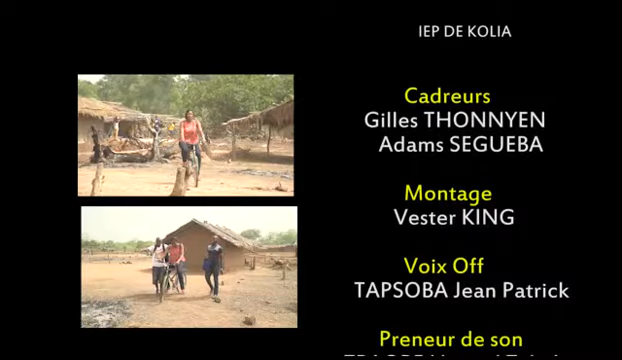 IEP DE KOLIA
Cadreurs
Gilles THONNYEN
Adams SEGUEBA
Montage
Vester KING
Voix Off
TAPSOBA Jean Patrick
Preneur de son